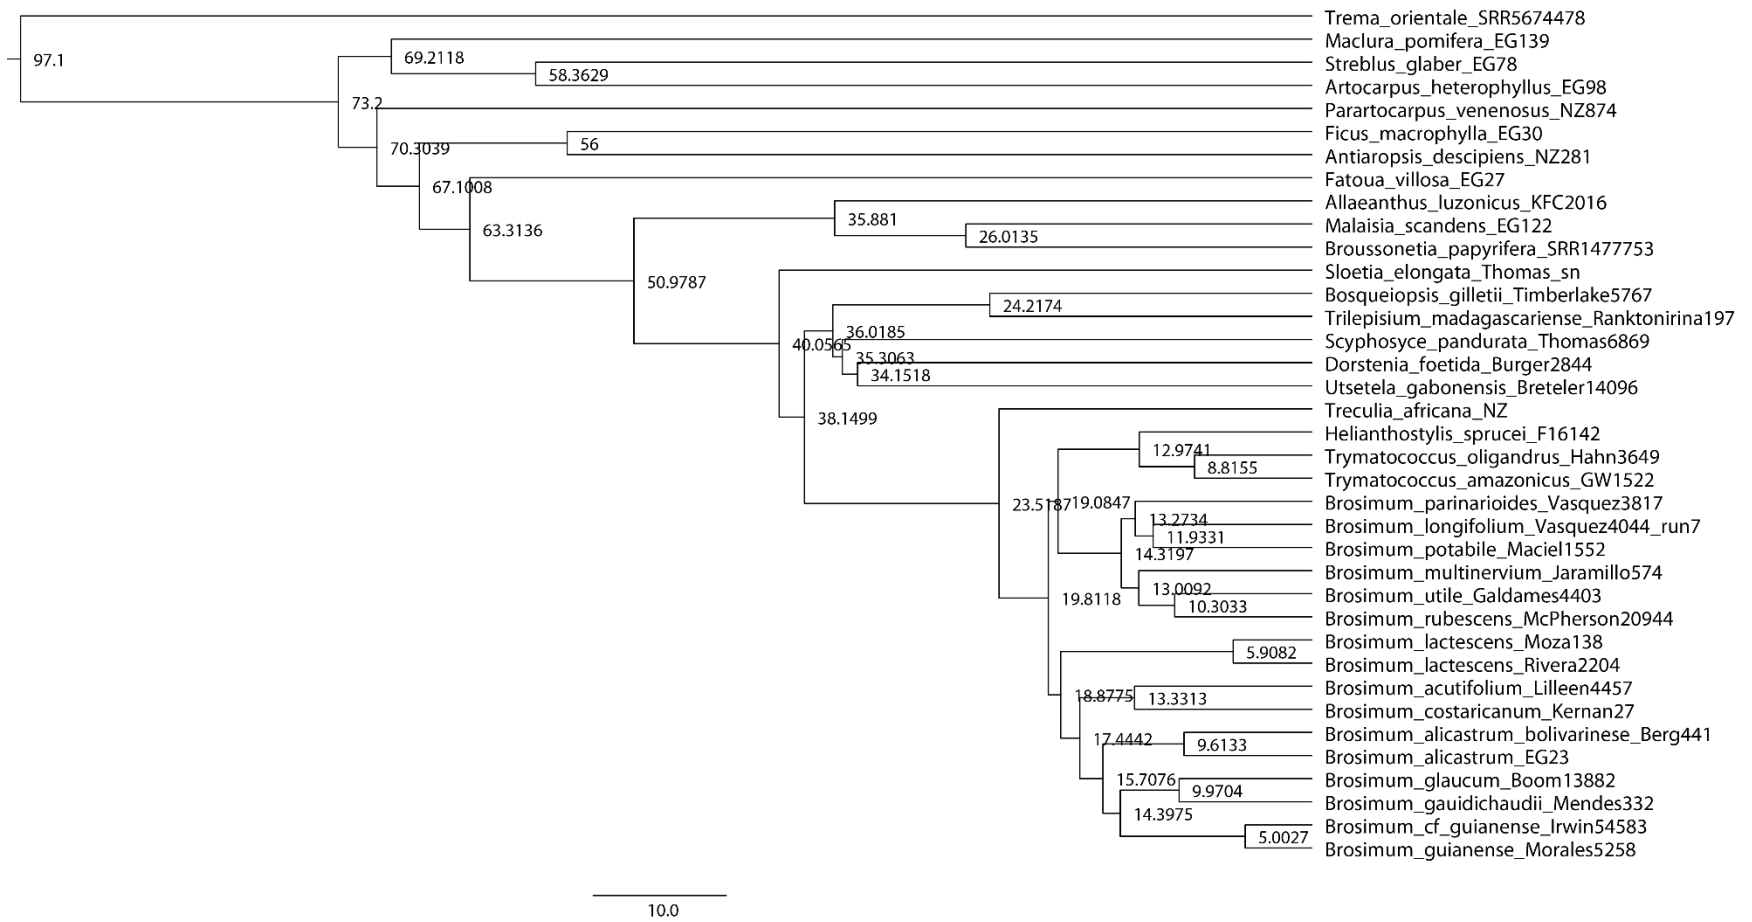 Trema_orientale_SRR5674478
Maclura_pomifera_EG139
97.1
69.2118
Streblus_glaber_EG78
58.3629
Artocarpus_heterophyllus_EG98
73.2
Parartocarpus_venenosus_NZ874
Ficus_macrophylla_EG30
56
70.3039
Antiaropsis_descipiens_NZ281
Fatoua_villosa_EG27
67.1008
Allaeanthus_luzonicus_KFC2016
35.881
Malaisia_scandens_EG122
63.3136
26.0135
Broussonetia_papyrifera_SRR1477753
Sloetia_elongata_Thomas_sn
50.9787
Bosqueiopsis_gilletii_Timberlake5767
24.2174
Trilepisium_madagascariense_Ranktonirina197
36.0185
Scyphosyce_pandurata_Thomas6869
40.0565
35.3063
Dorstenia_foetida_Burger2844
34.1518
Utsetela_gabonensis_Breteler14096
Treculia_africana_NZ
38.1499
Helianthostylis_sprucei_F16142
12.9741
Trymatococcus_oligandrus_Hahn3649
8.8155
Trymatococcus_amazonicus_GW1522
Brosimum_parinarioides_Vasquez3817
23.5187
19.0847
13.2734
Brosimum_longifolium_Vasquez4044_run7
11.9331
Brosimum_potabile_Maciel1552
14.3197
Brosimum_multinervium_Jaramillo574
13.0092
Brosimum_utile_Galdames4403
19.8118
10.3033
Brosimum_rubescens_McPherson20944
Brosimum_lactescens_Moza138
5.9082
Brosimum_lactescens_Rivera2204
Brosimum_acutifolium_Lilleen4457
18.8775
13.3313
Brosimum_costaricanum_Kernan27
Brosimum_alicastrum_bolivarinese_Berg441
17.4442
9.6133
Brosimum_alicastrum_EG23
15.7076
Brosimum_glaucum_Boom13882
9.9704
Brosimum_gauidichaudii_Mendes332
14.3975
Brosimum_cf_guianense_Irwin54583
5.0027
Brosimum_guianense_Morales5258
10.0